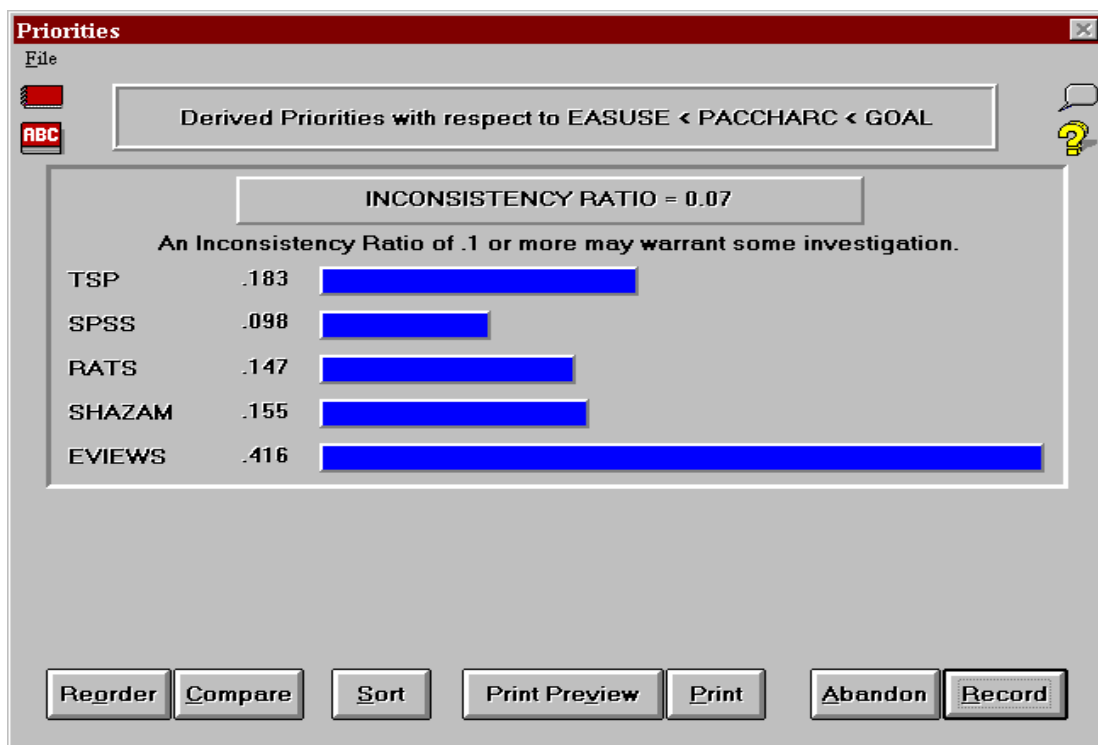 Priorities
File
ABC
Derived Priorities with respect to EASUSE < PACCHARC < GOAL
?
INCONSISTENCY RATIO = 0.07
An Inconsistency Ratio of .1 or more may warrant some investigation.
TSP .183
SPSS .098
RATS .147
SHAZAM .155
EVIEWS .416
Reorder Compare Sort Print Preview Print Abandon Record